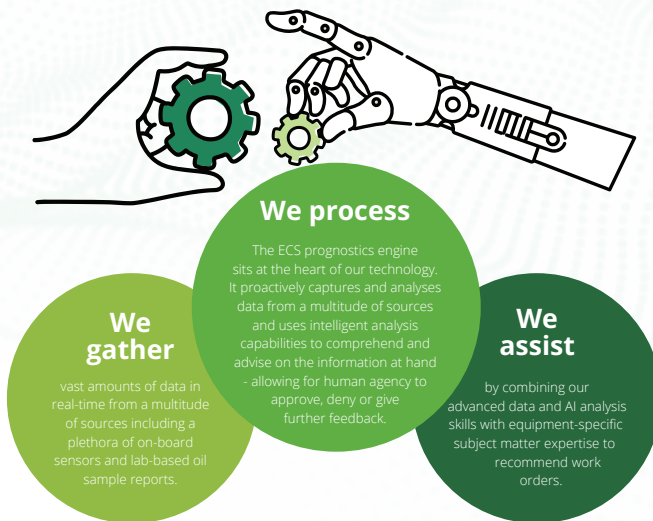 We
gather
vast amounts of data in
real-time from a multitude
of sources including a
plethora of on-board
sensors and lab-based oil
sample reports.
We process
The ECS prognostics engine
sits at the heart of our technology.
It proactively captures and analyses
data from a multitude of sources
and uses intelligent analysis
capabilities to comprehend and
advise on the information at hand
- allowing for human agency to
approve, deny or give
further feedback.
We
assist
by combining our
advanced data and AI analysis
skills with equipment-specific
subject matter expertise to
recommend work
orders.